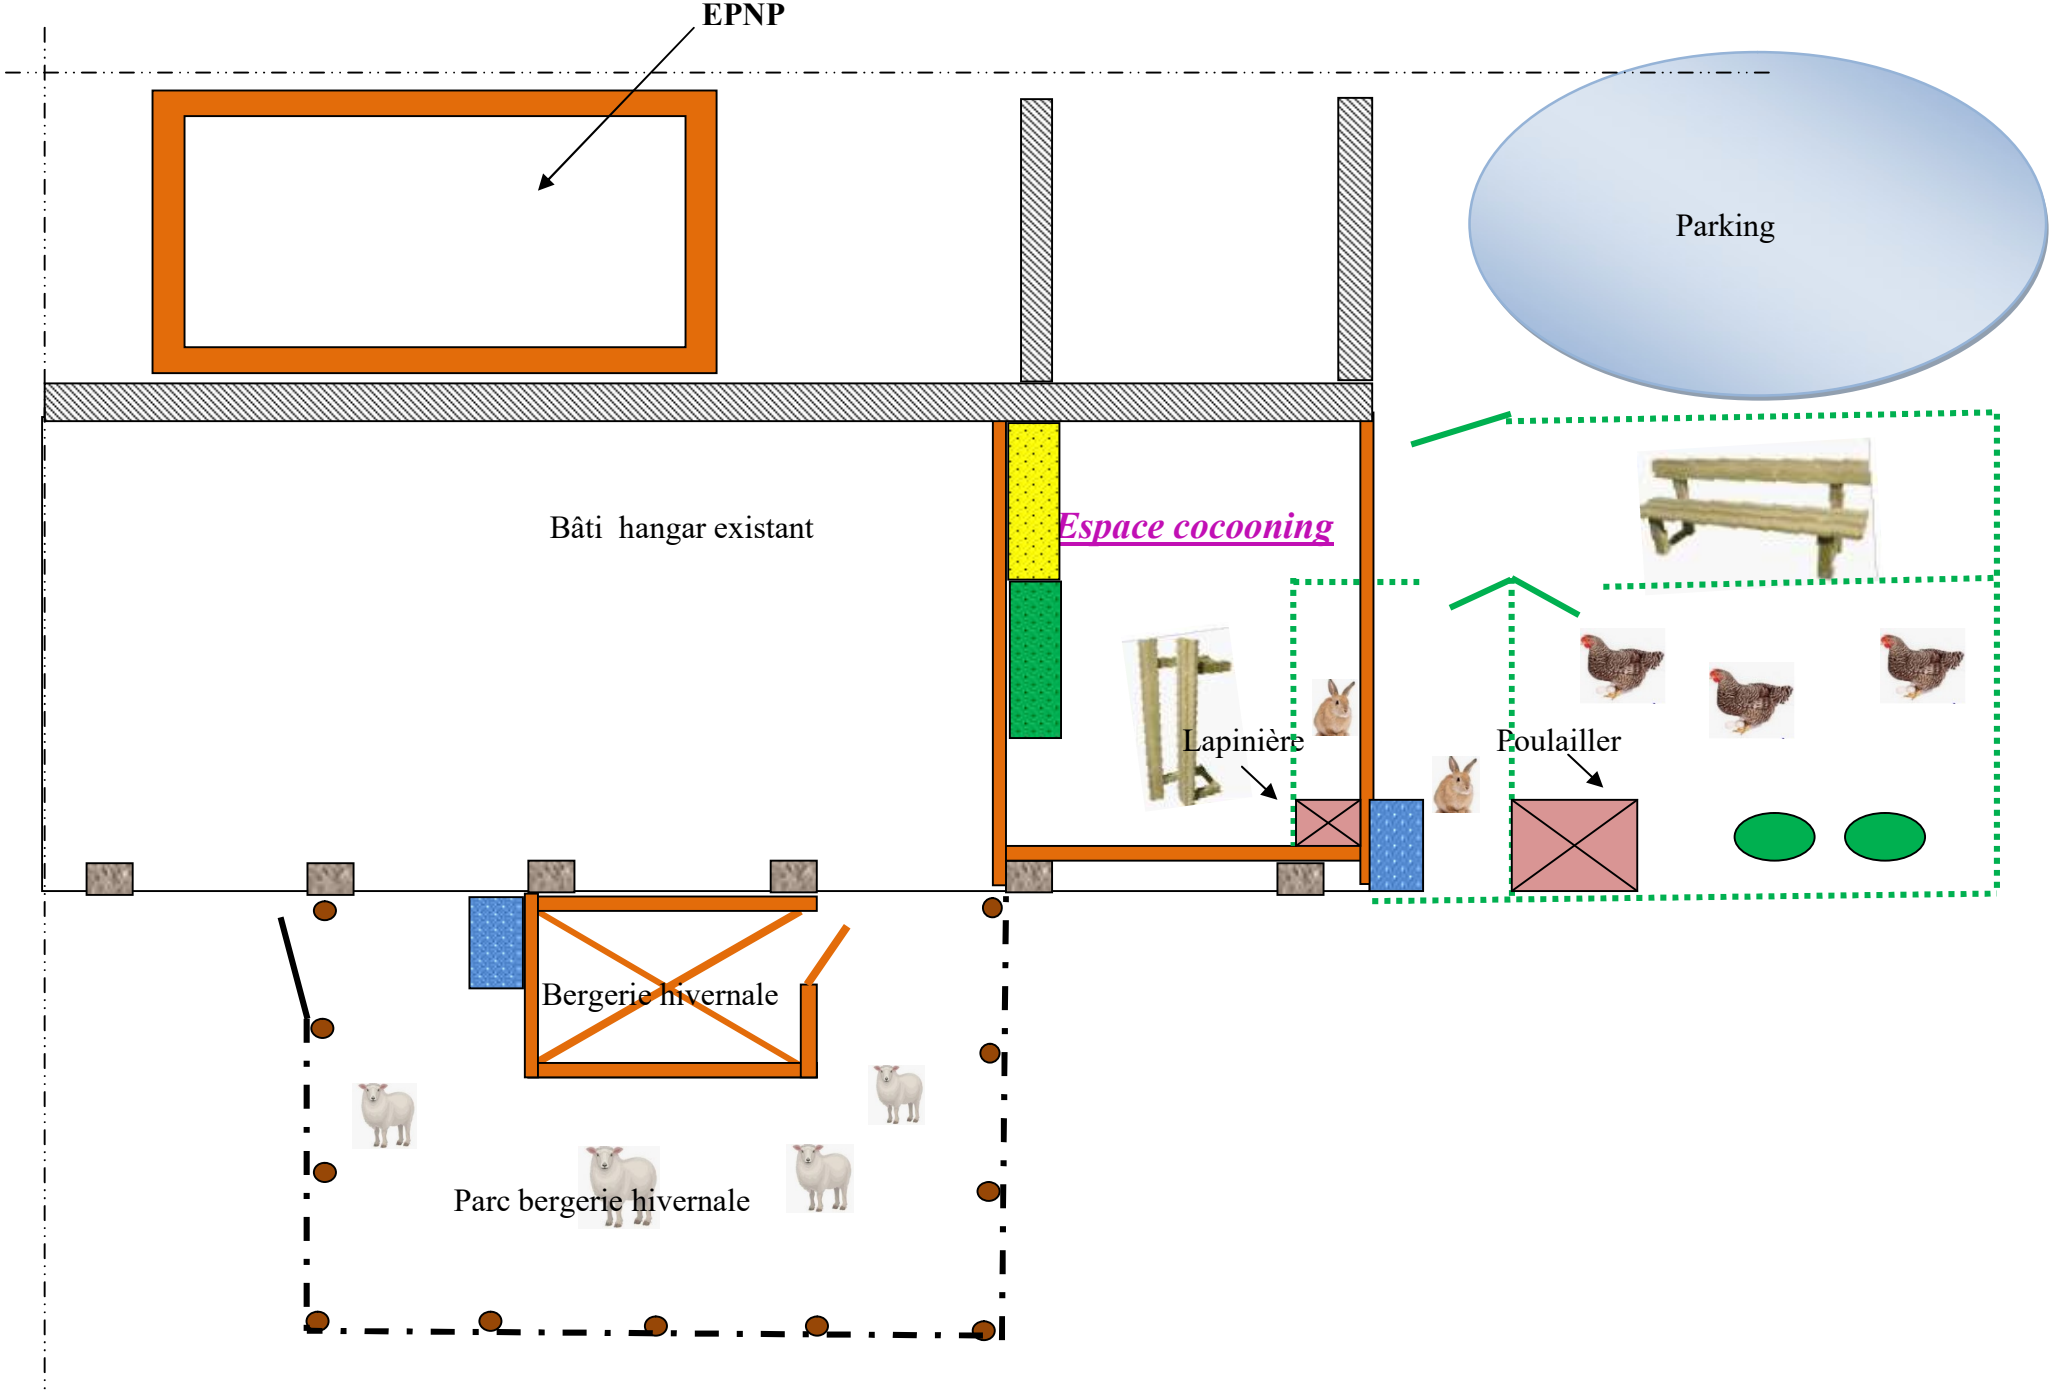 EPNP
Parking
Bâti  hangar existant
Espace cocooning
Lapinière
Poulailler
Bergerie hivernale
Parc bergerie hivernale